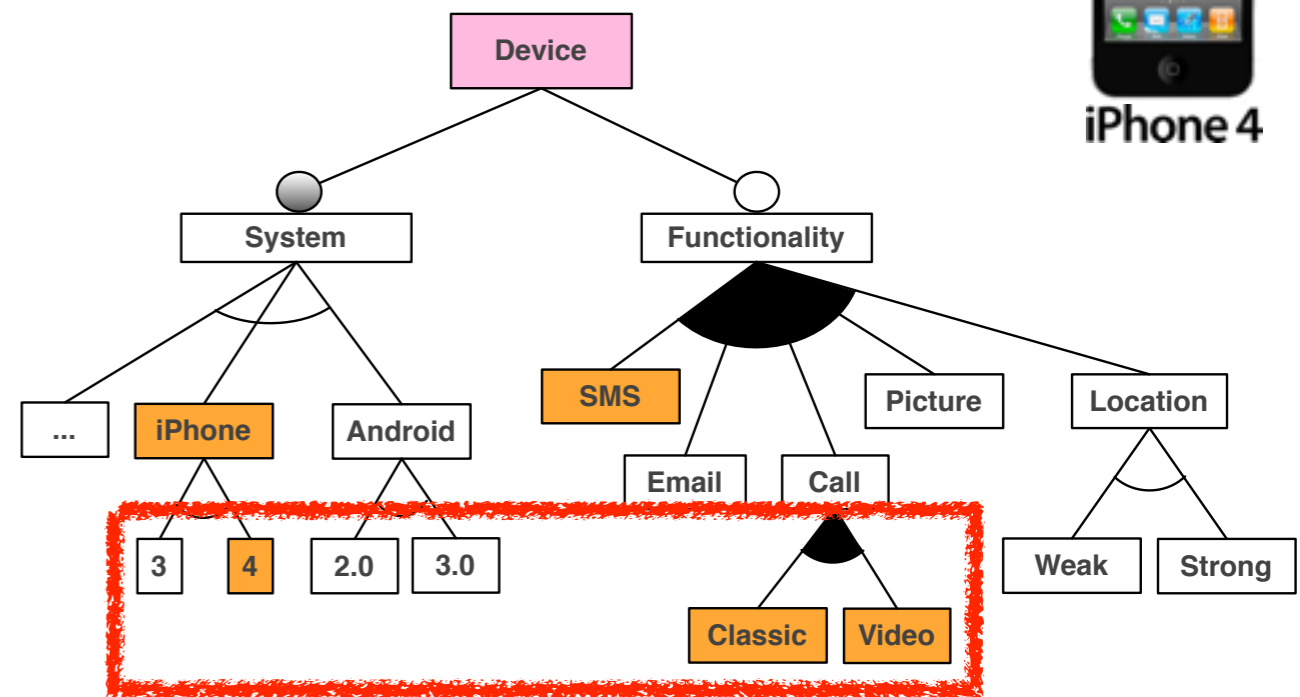 Device
iPhone 4
System
Functionality
...
iPhone
Android
SMS
Picture
Location
Email
Call
3
4
2.0
3.0
Weak
Strong
Classic
Video